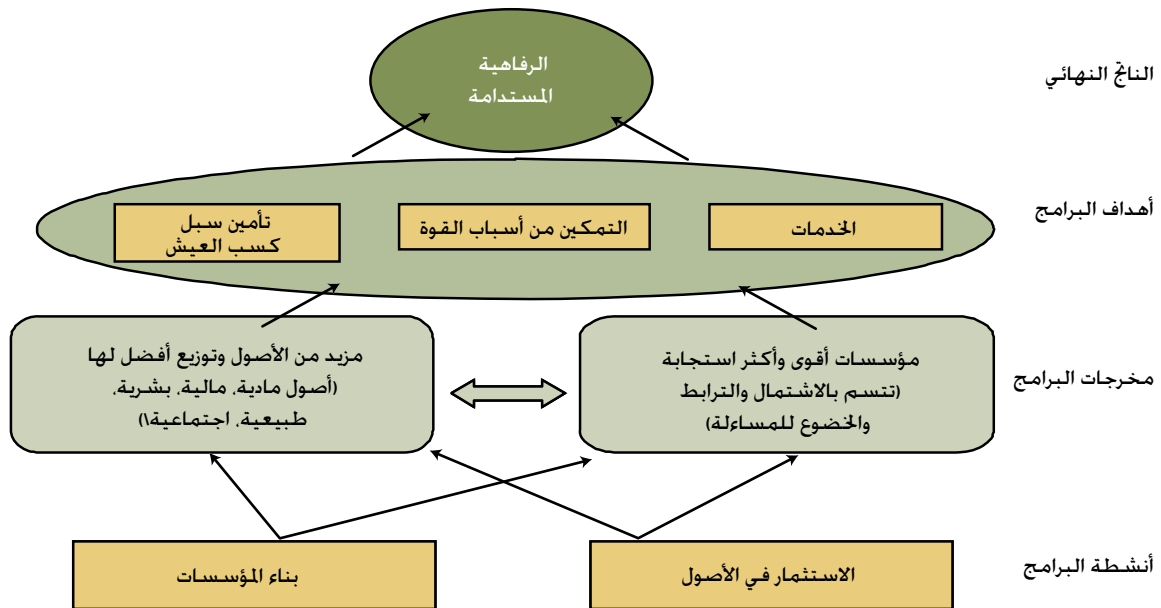 الناتج النهائي
الرفاهية
المستدامة
أهداف البرامج
الخدمات
التمكين من أسباب القوة
تأمين سبل
كسب العيش
مخرجات البرامج
مؤسسات أقوى وأكثر استجابة
(تتسم بالاشتمال والترابط
والخضوع للمساءلة)
مزيد من الأصول وتوزيع أفضل لها
(أصول مادية، مالية، بشرية،
طبيعية، اجتماعية\)
أنشطة البرامج
الاستثمار في الأصول
بناء المؤسسات